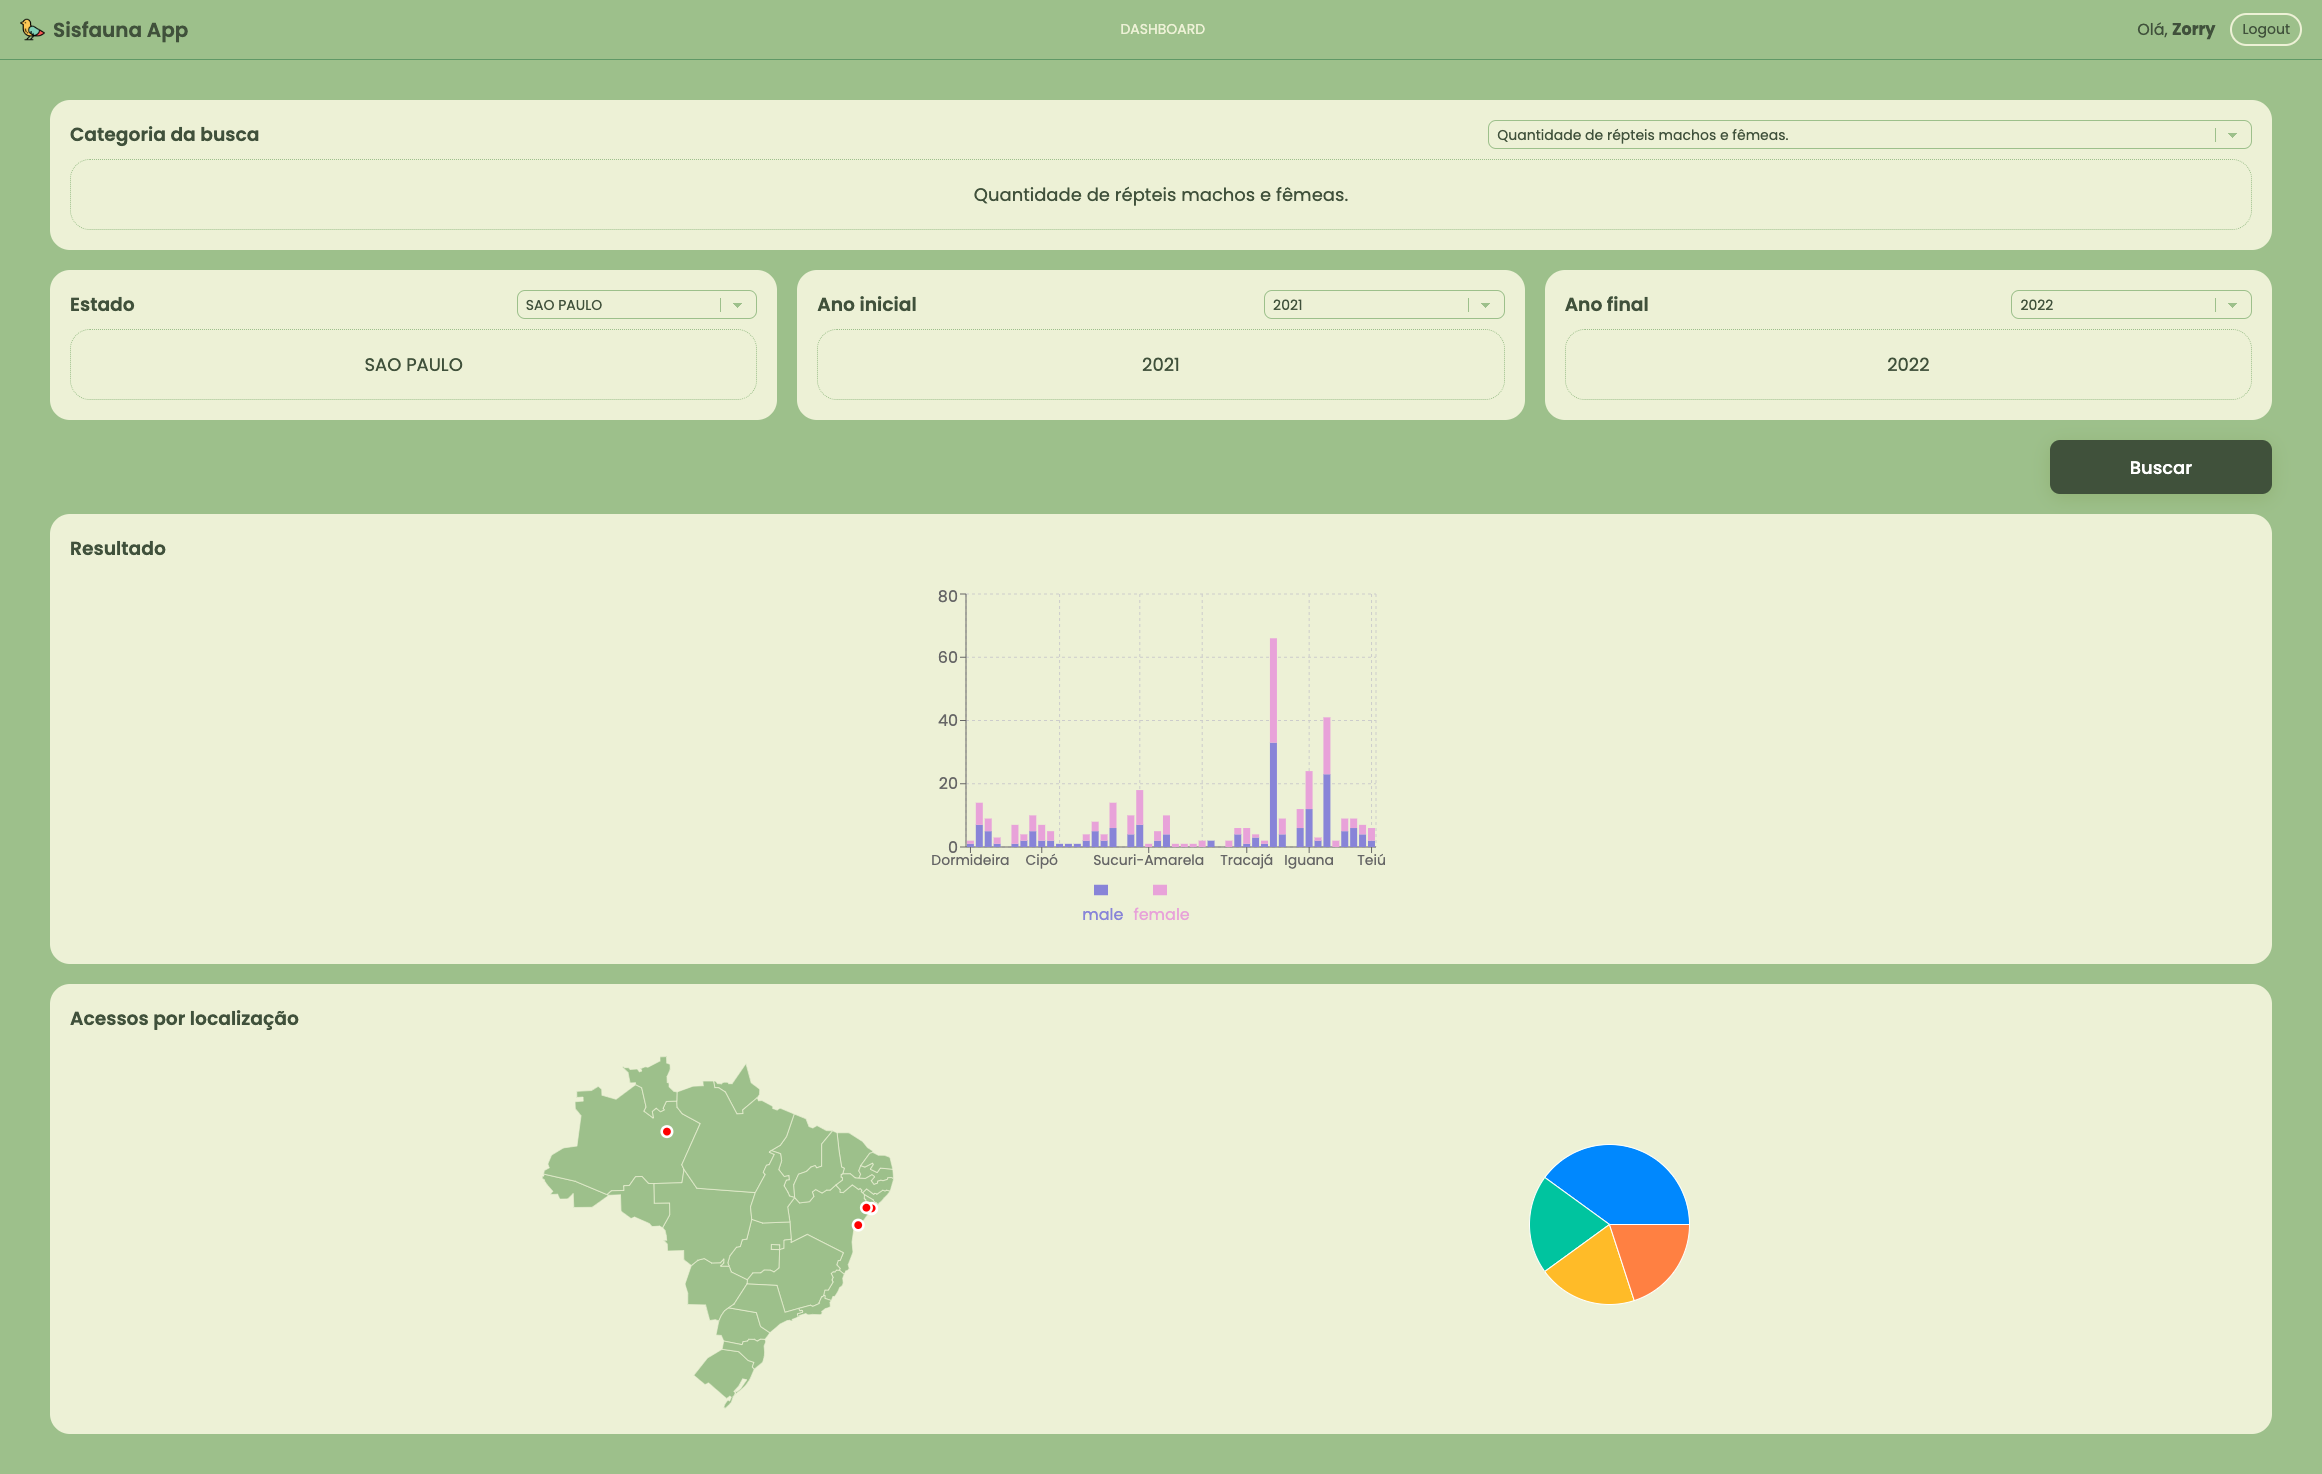 Sisfauna App
DASHBOARD
Olá, Zorry
Logout
Categoria da busca
Quantidade de répteis machos e fêmeas.
Quantidade de répteis machos e fêmeas.
Estado
SAO PAULO
SAO PAULO
Ano inicial
2021
2021
Ano final
2022
2022
Buscar
Resultado
80
60
40
20
0
Dormideira Cipó Sucuri-Amarela Tracajá Iguana Teiú
male female
Acessos por localização